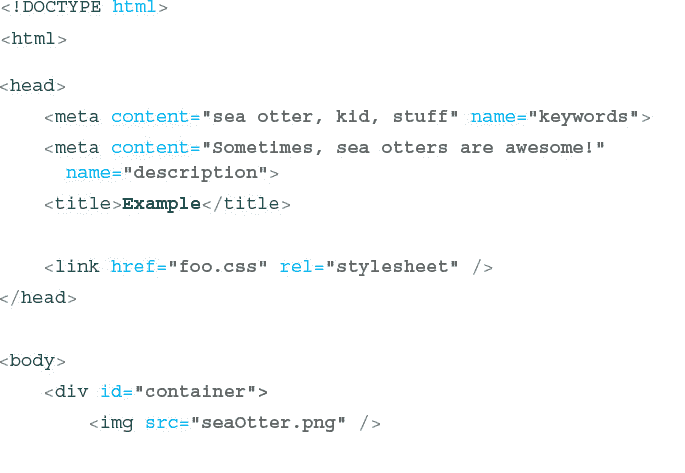 <!DOCTYPE html>
<html>
<head>
<meta content="sea otter, kid, stuff" name="keywords">
<meta content="Sometimes, sea otters are awesome!"
name="description">
<title>Example</title>
<link href="foo.css" rel="stylesheet" />
</head>
<body>
<div id="container">
<img src="seaOtter.png" />